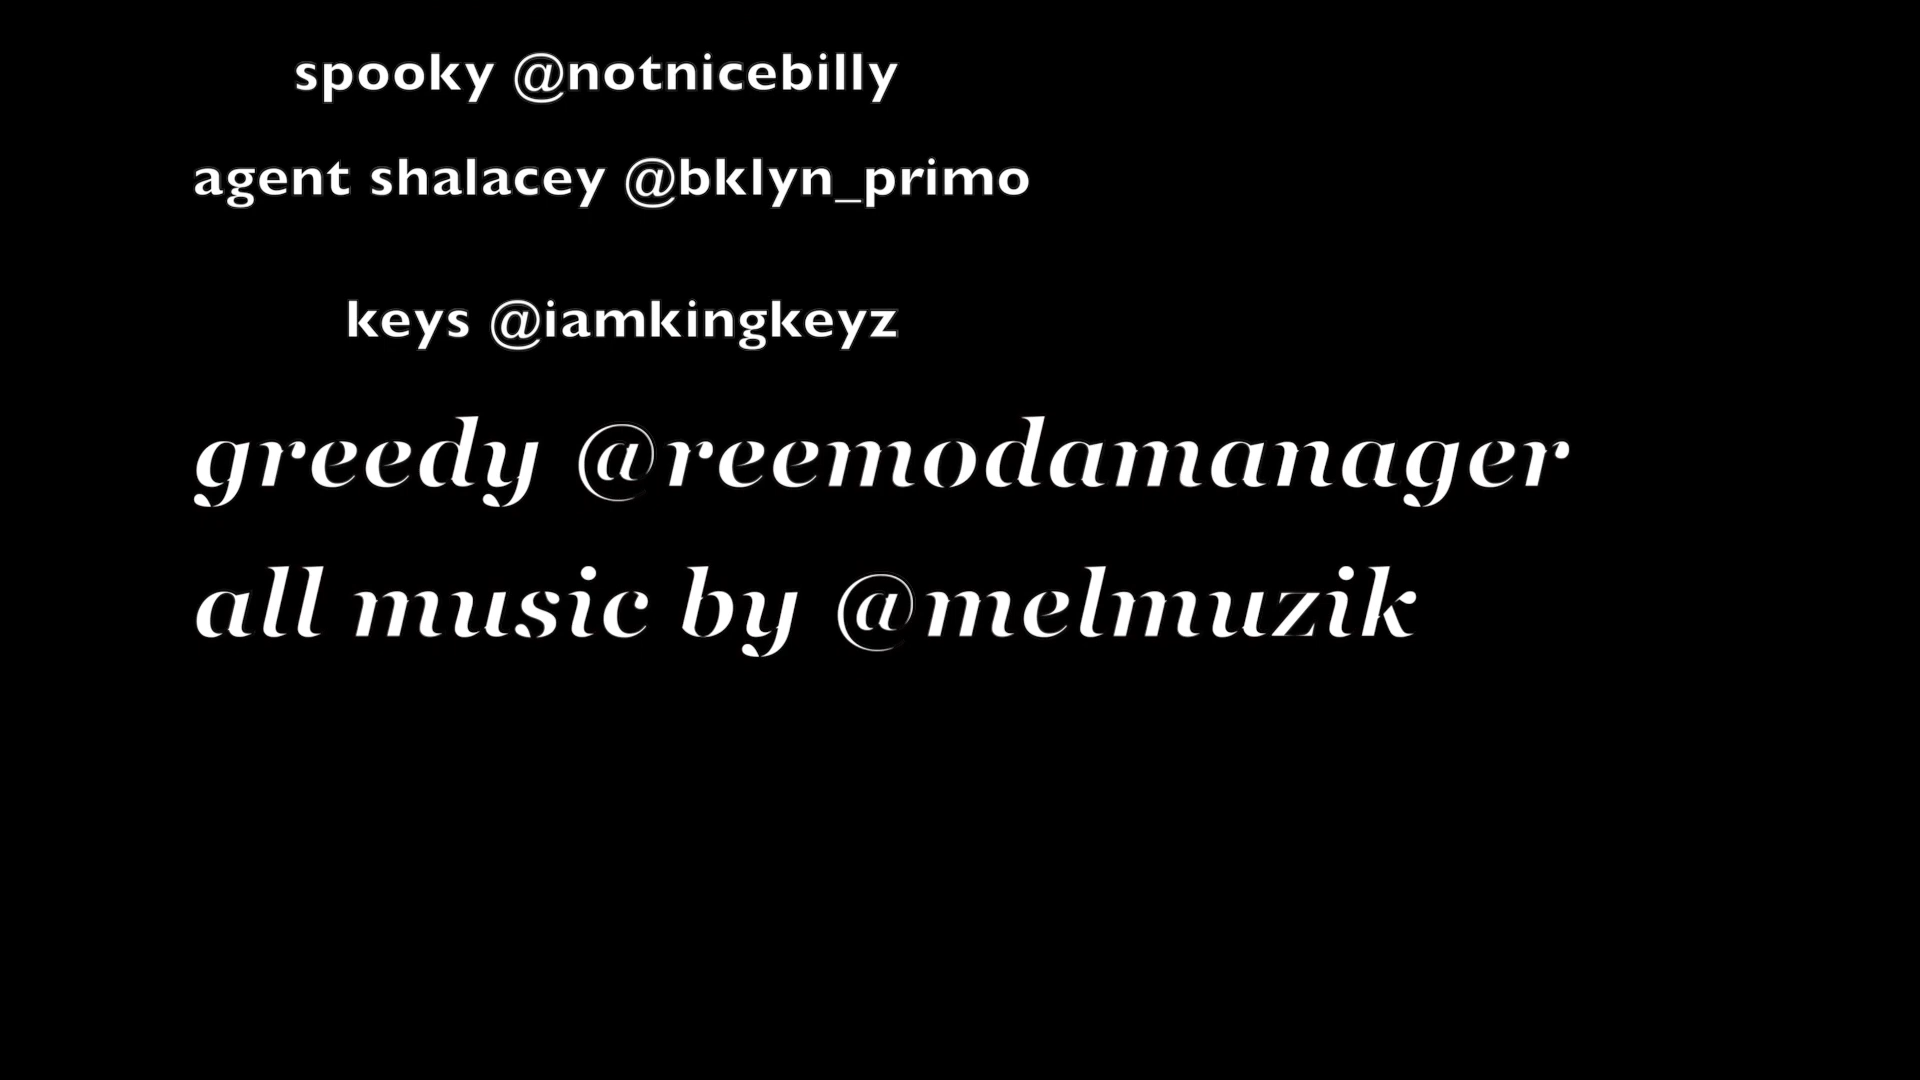 spooky @notnicebilly
agent shalacey @bklyn_primo
keys @iamkingkeyz
greedy @reemodamanager
all music by @melmuzik